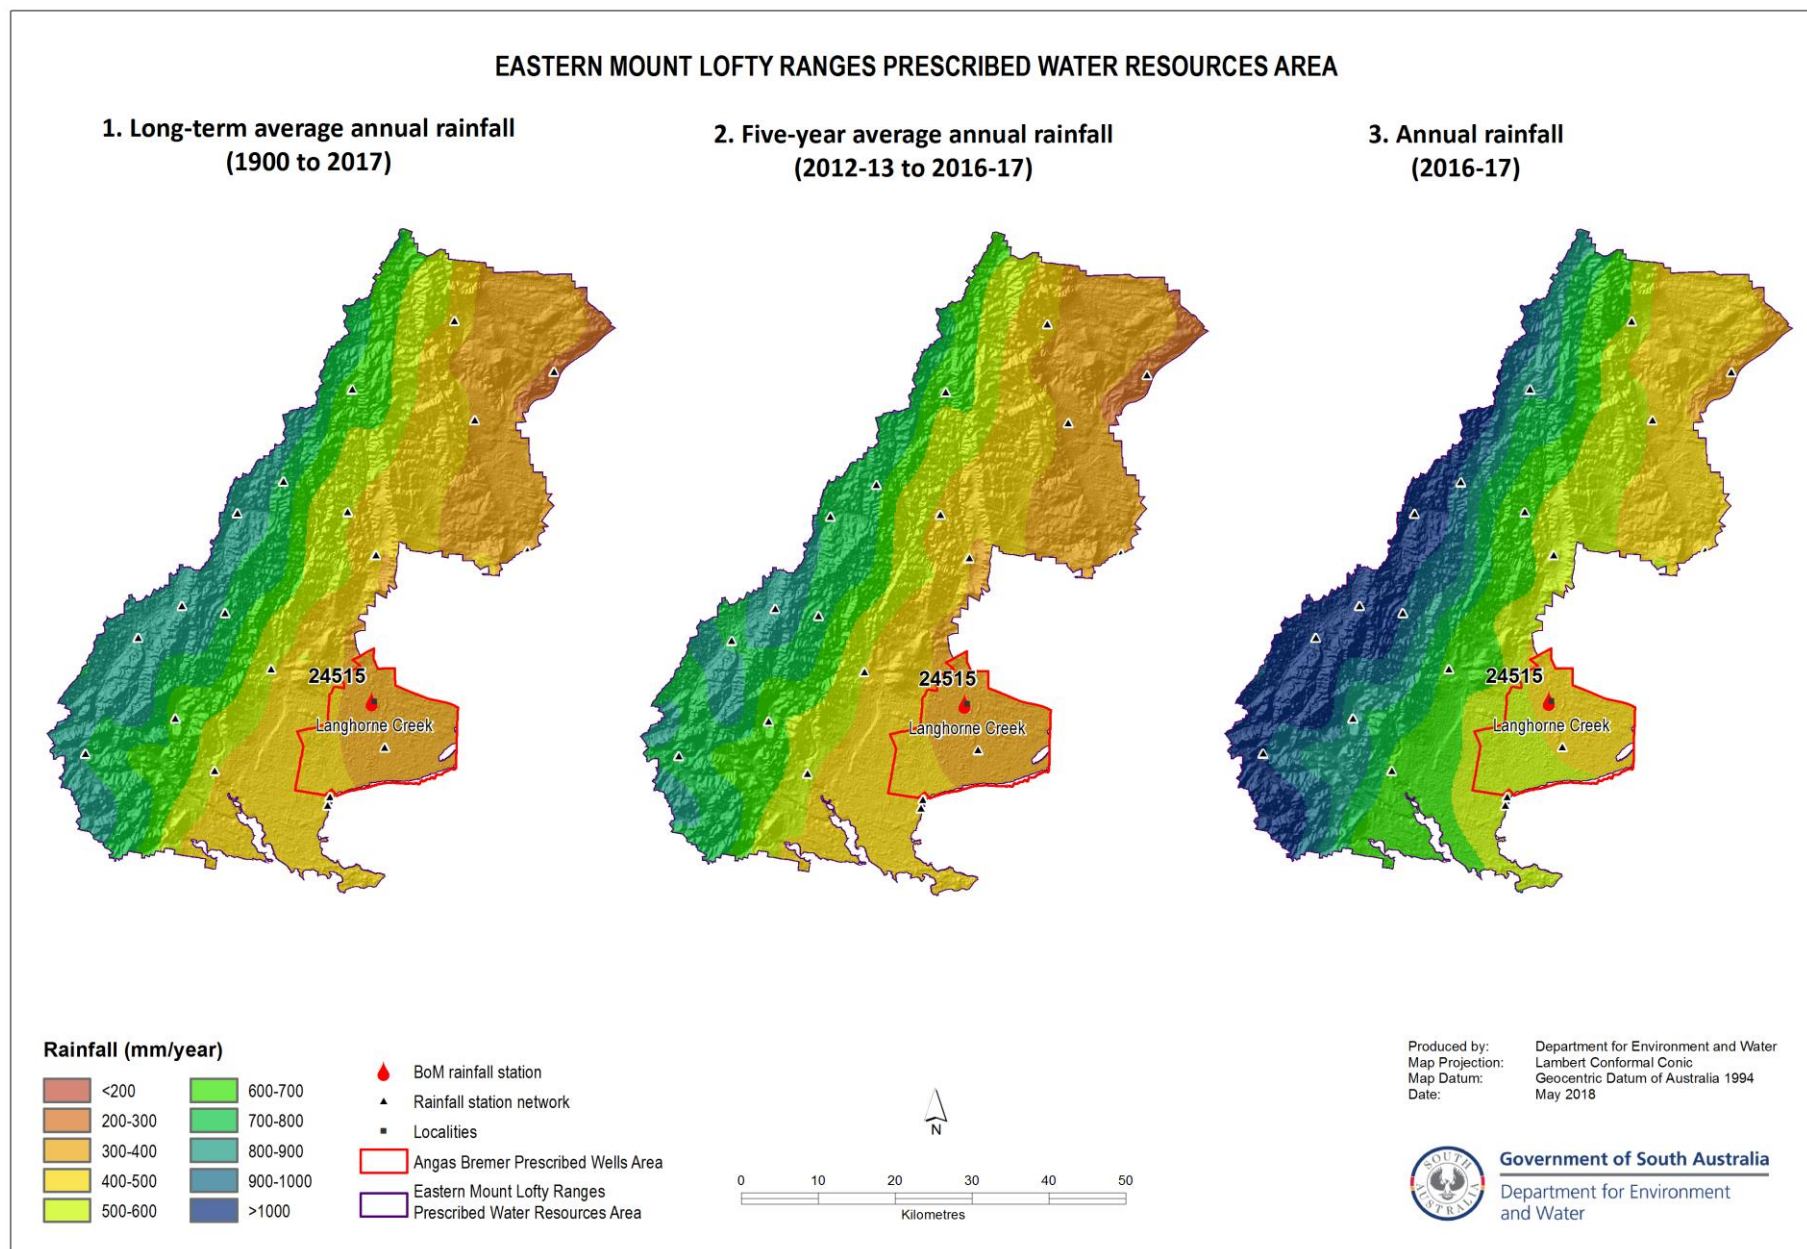 EASTERN MOUNT LOFTY RANGES PRESCRIBED WATER RESOURCES AREA
1. Long-term average annual rainfall
(1900 to 2017)
2. Five-year average annual rainfall
(2012-13 to 2016-17)
3. Annual rainfall
(2016-17)
24515
Langhorne Creek
24515
Langhorne Creek
24515
Langhorne Creek
Rainfall (mm/year)
<200
200-300
300-400
400-500
500-600
600-700
700-800
800-900
900-1000
>1000
BoM rainfall station
Rainfall station network
Localities
Angas Bremer Prescribed Wells Area
Eastern Mount Lofty Ranges
Prescribed Water Resources Area
N
0 10 20 30 40 50
Kilometres
Produced by: Department for Environment and Water
Map Projection: Lambert Conformal Conic
Map Datum: Geocentric Datum of Australia 1994
Date: May 2018
SOUTH AUSTRALIA
Government of South Australia
Department for Environment
and Water